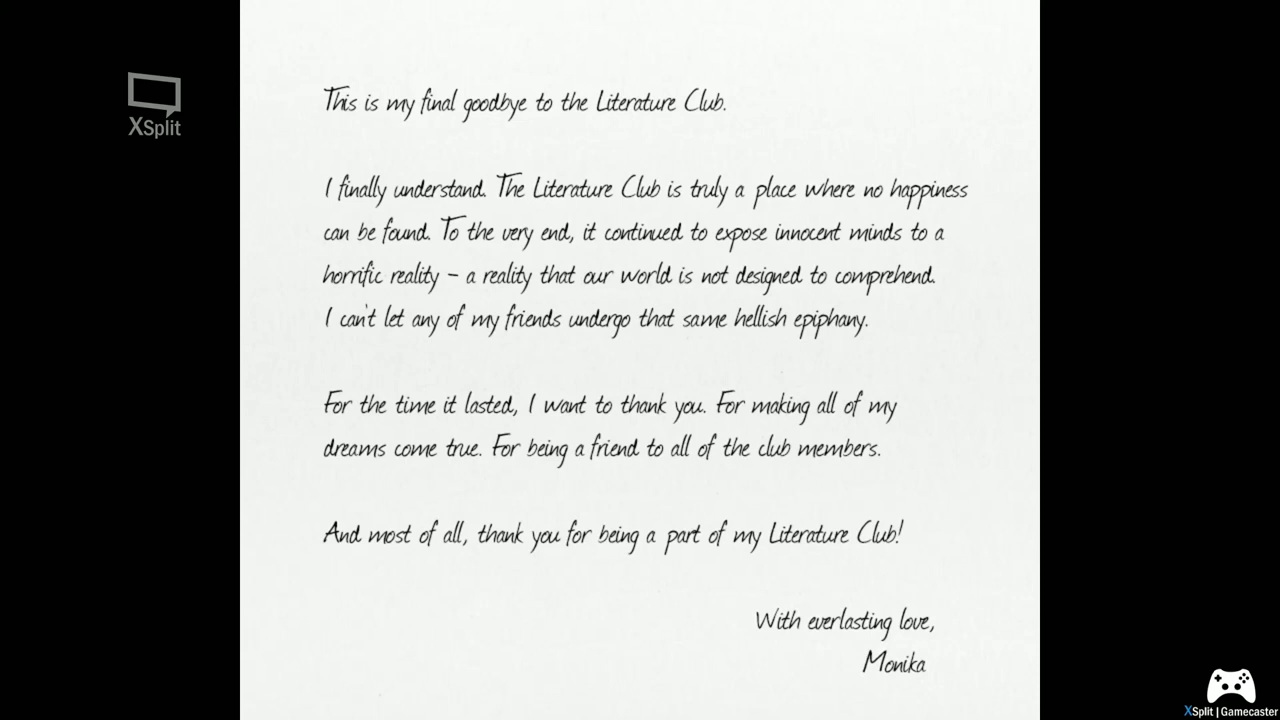 XSplit
This is my final goodbye to the Literature Club.
I finally understand. The Literature Club is truly a place where no happiness
can be found. To the very end, it continued to expose innocent minds to a
horrific reality – a reality that our world is not designed to comprehend.
I can't let any of my friends undergo that same hellish epiphany.
For the time it lasted, I want to thank you. For making all of my
dreams come true. For being a friend to all of the club members.
And most of all, thank you for being a part of my Literature Club!
With everlasting love,
Monika
XSplit | Gamecaster